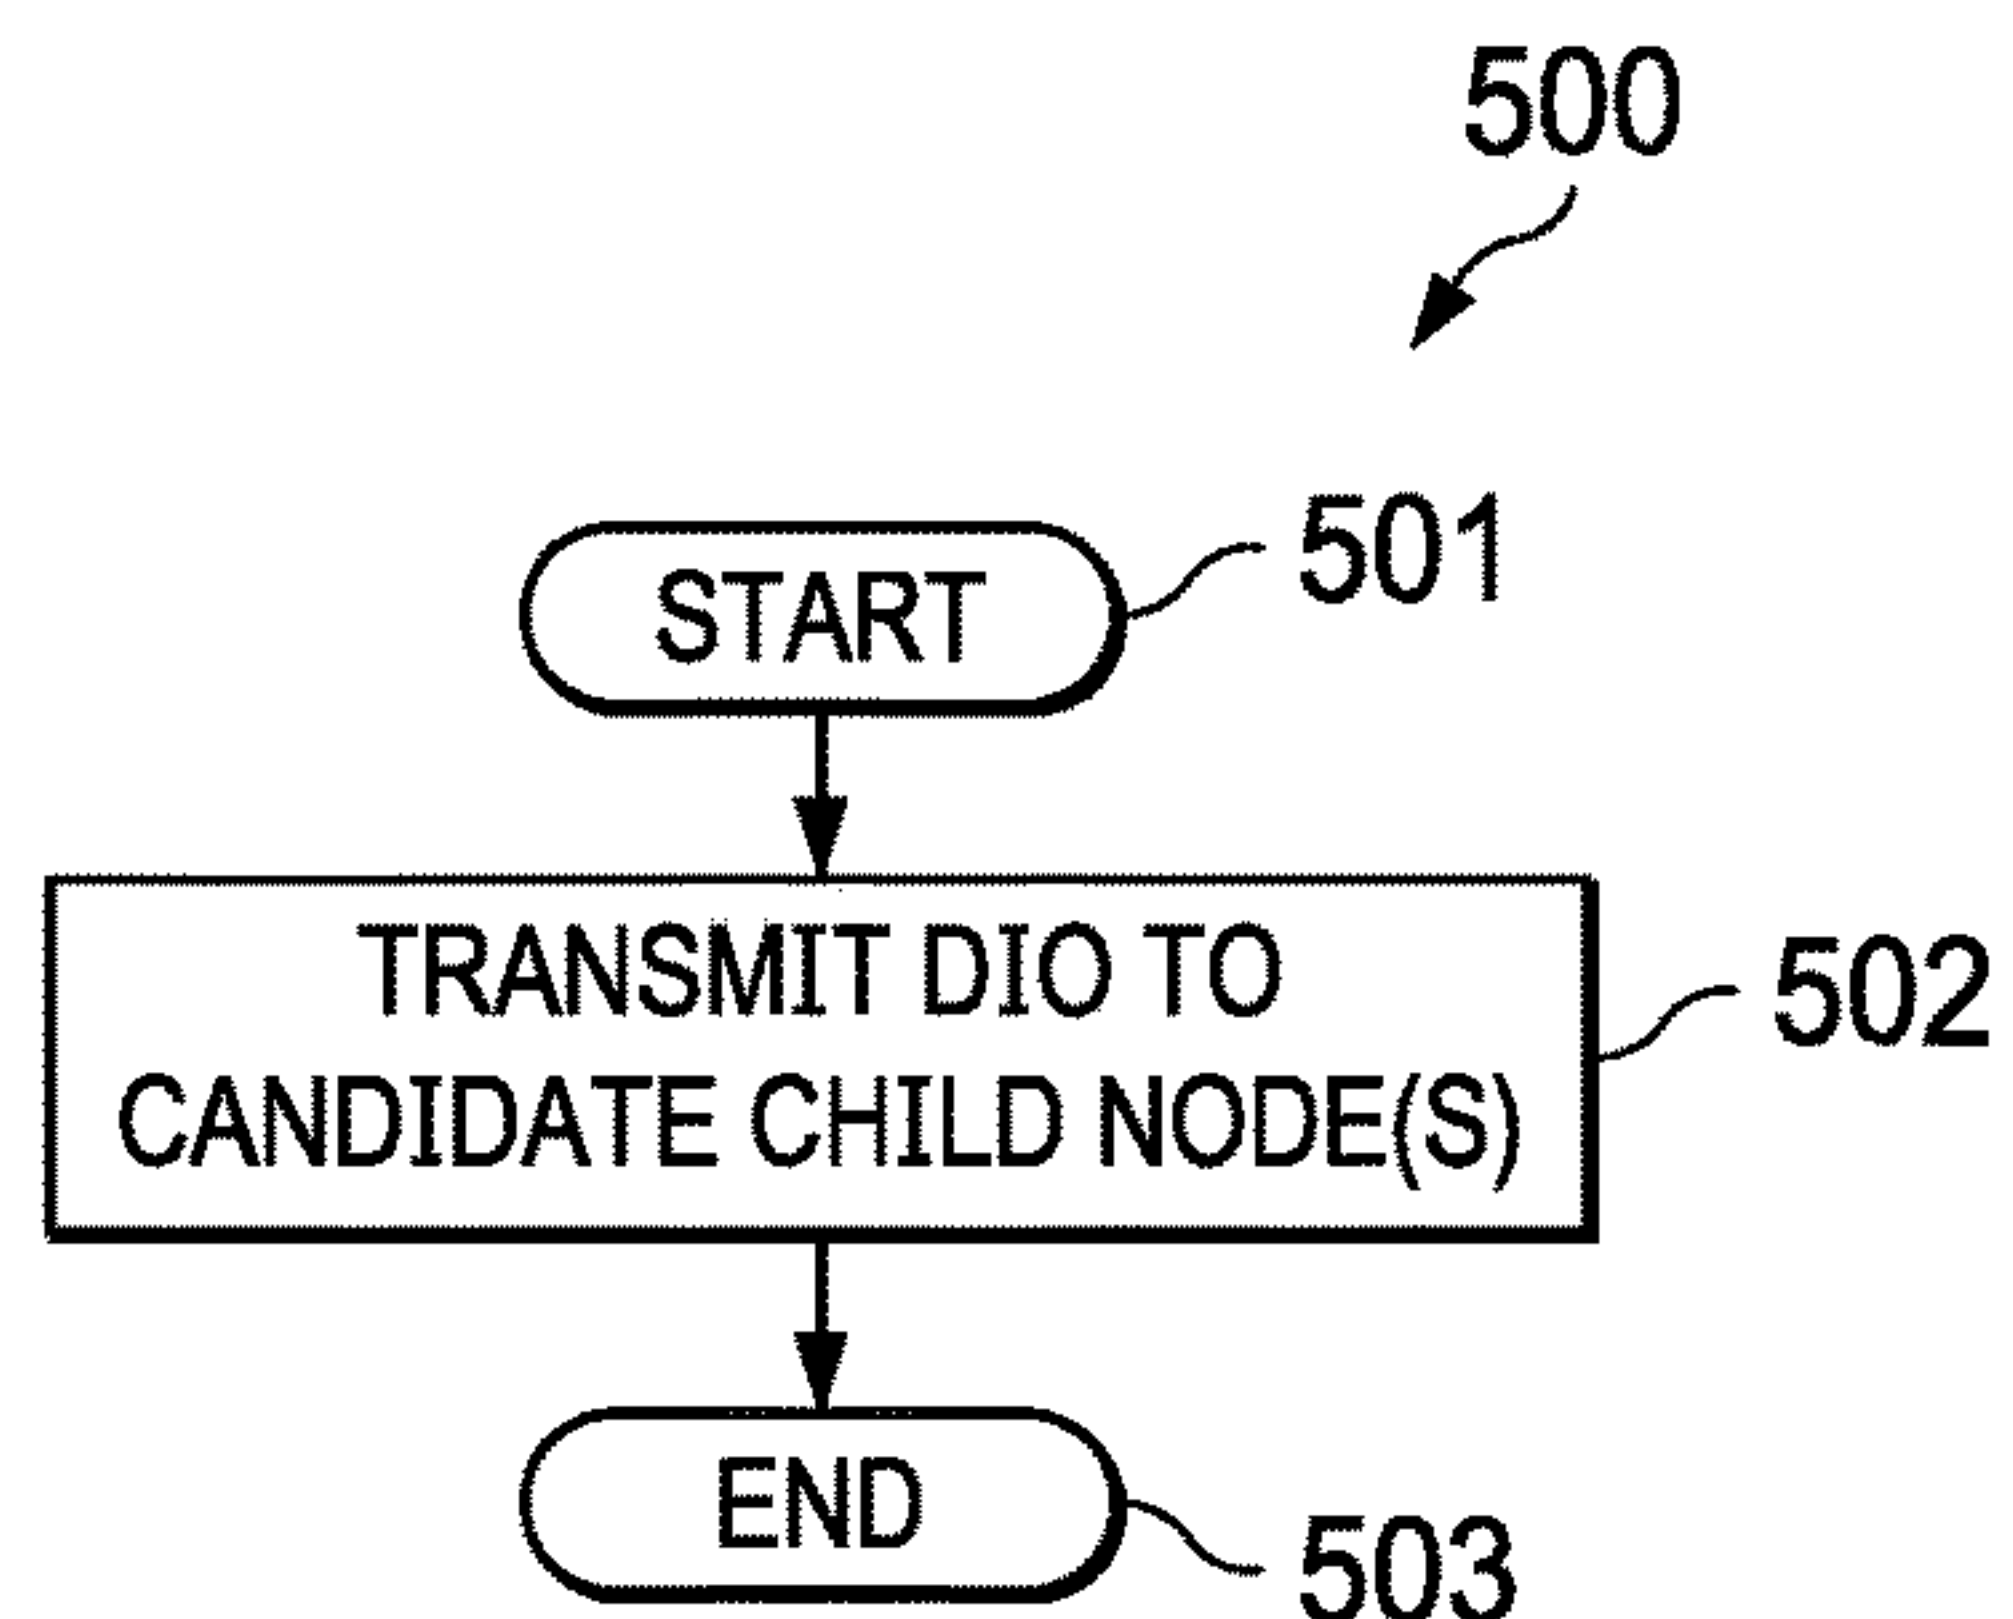 500
START
501
TRANSMIT DIO TO
CANDIDATE CHILD NODE(S)
502
END
503